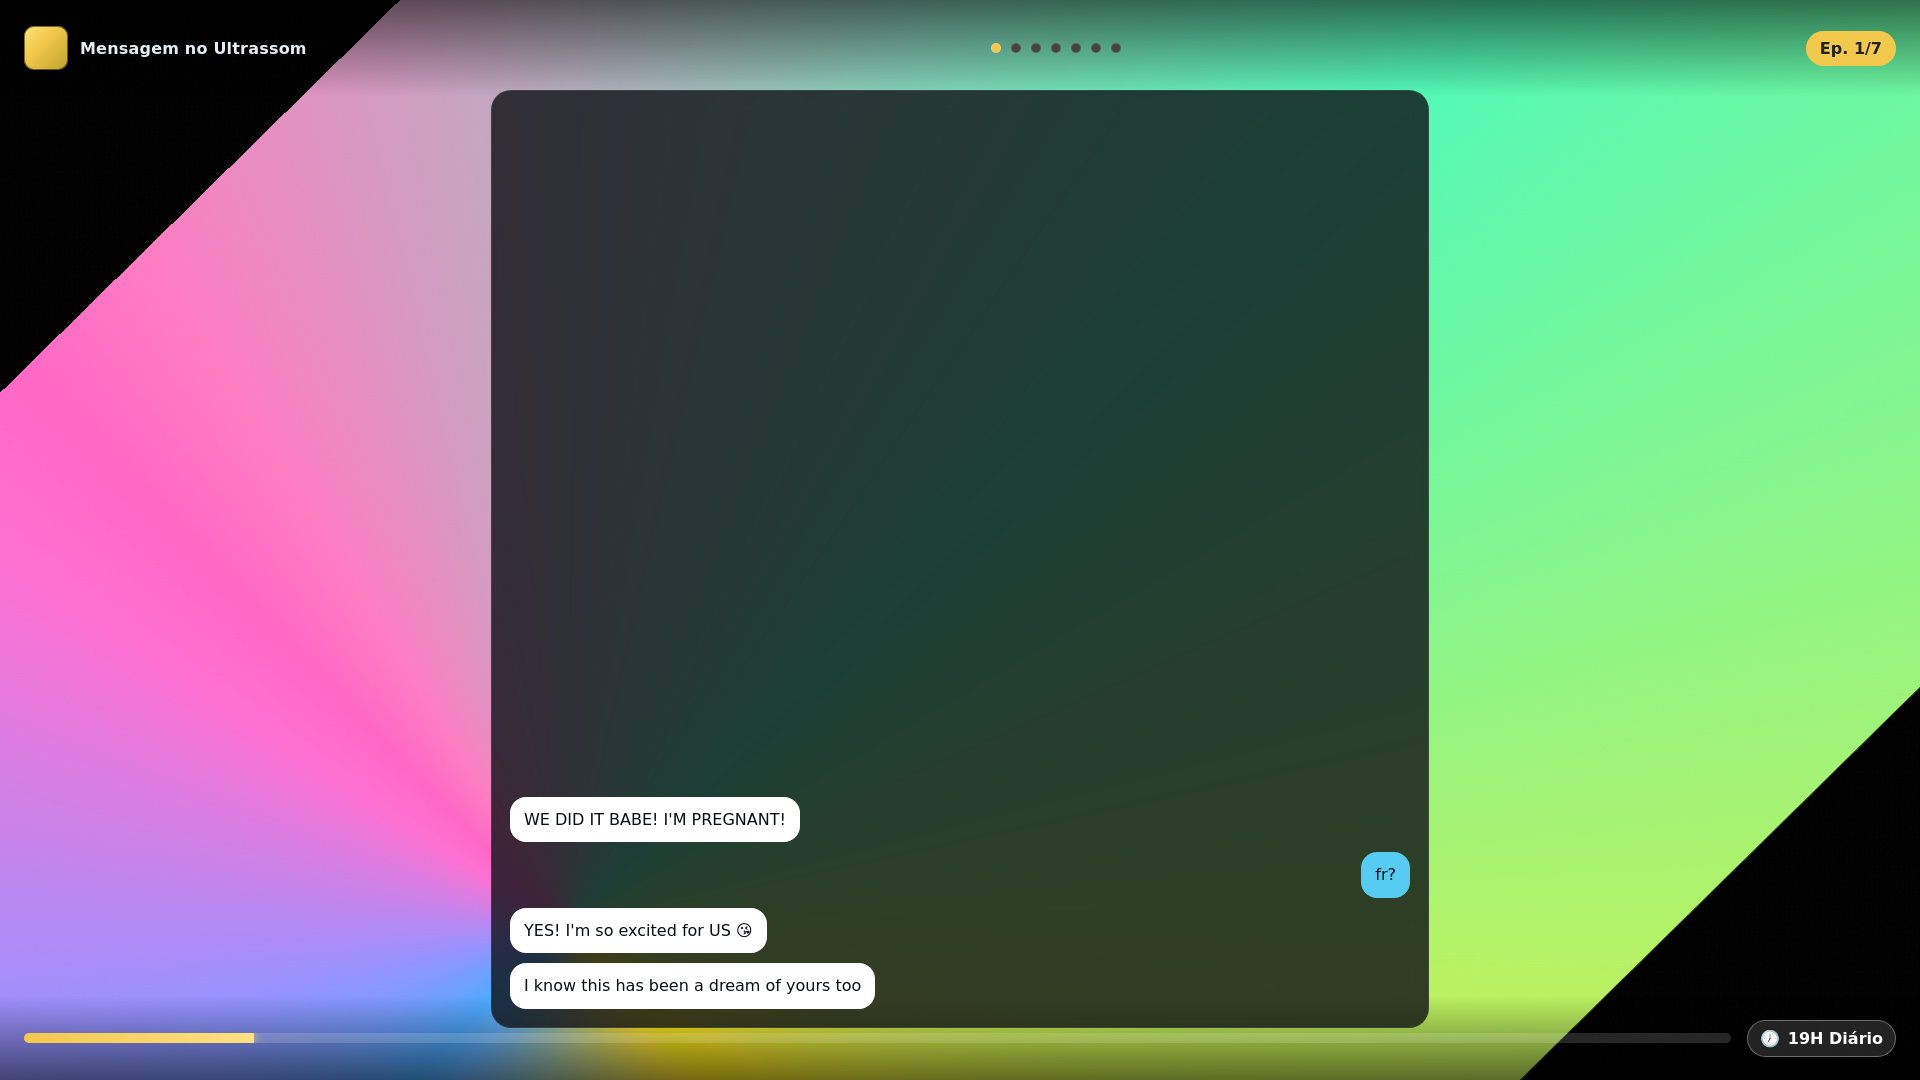 Mensagem no Ultrassom
Ep. 1/7
WE DID IT BABE! I'M PREGNANT!
fr?
YES! I'm so excited for US 😘
I know this has been a dream of yours too
🕖 19H Diário